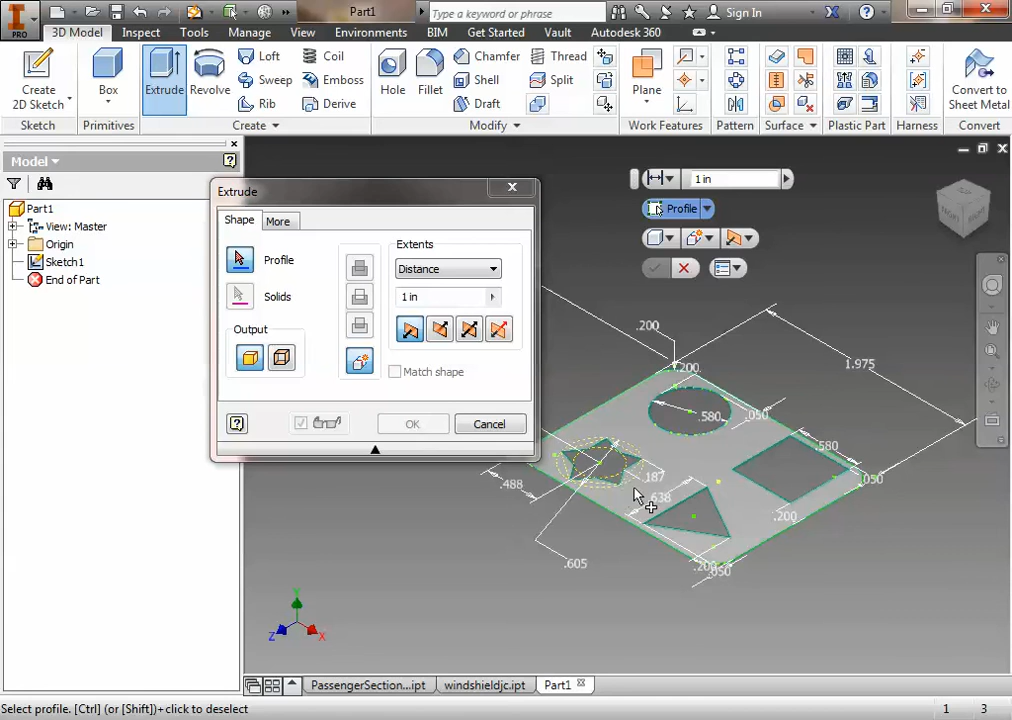 Part1
Type a keyword or phrase
Sign In
PRO
3D Model
Inspect
Tools
Manage
View
Environments
BIM
Get Started
Vault
Autodesk 360
Create
2D Sketch
Box
Extrude
Revolve
Loft
Sweep
Rib
Coil
Emboss
Derive
Hole
Fillet
Chamfer
Shell
Draft
Thread
Split
Plane
Convert to
Sheet Metal
Sketch
Primitives
Create
Modify
Work Features
Pattern
Surface
Plastic Part
Harness
Convert
Model
Part1
View: Master
Origin
Sketch1
End of Part
Extrude
Shape
More
Profile
Solids
Output
Extents
Distance
1 in
Match shape
OK
Cancel
1 in
Profile
.200
.200
1.975
.580
.050
.580
.050
.187
.638
.488
.200
.605
.200
.050
Y
Z
X
PassengerSection...ipt
windshieldjc.ipt
Part1
Select profile. [Ctrl] (or [Shift])+click to deselect
1
3